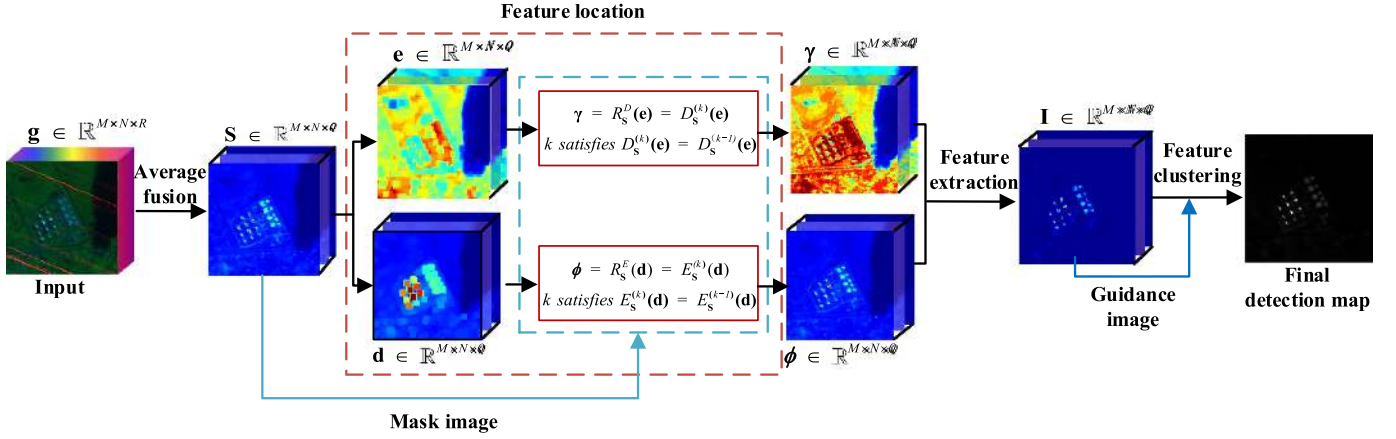 Feature location
g ∈ ℝ^{M×N×R}
Input
Average
fusion
S ∈ ℝ^{M×N×Q}
e ∈ ℝ^{M×N×Q}
d ∈ ℝ^{M×N×Q}
γ = R_S^D(e) = D_S^{(k)}(e)
k satisfies D_S^{(k)}(e) = D_S^{(k-1)}(e)
ϕ = R_S^E(d) = E_S^{(k)}(d)
k satisfies E_S^{(k)}(d) = E_S^{(k-1)}(d)
Mask image
γ ∈ ℝ^{M×N×Q}
ϕ ∈ ℝ^{M×N×Q}
Feature
extraction
I ∈ ℝ^{M×N×Q}
Feature
clustering
Guidance
image
Final
detection map